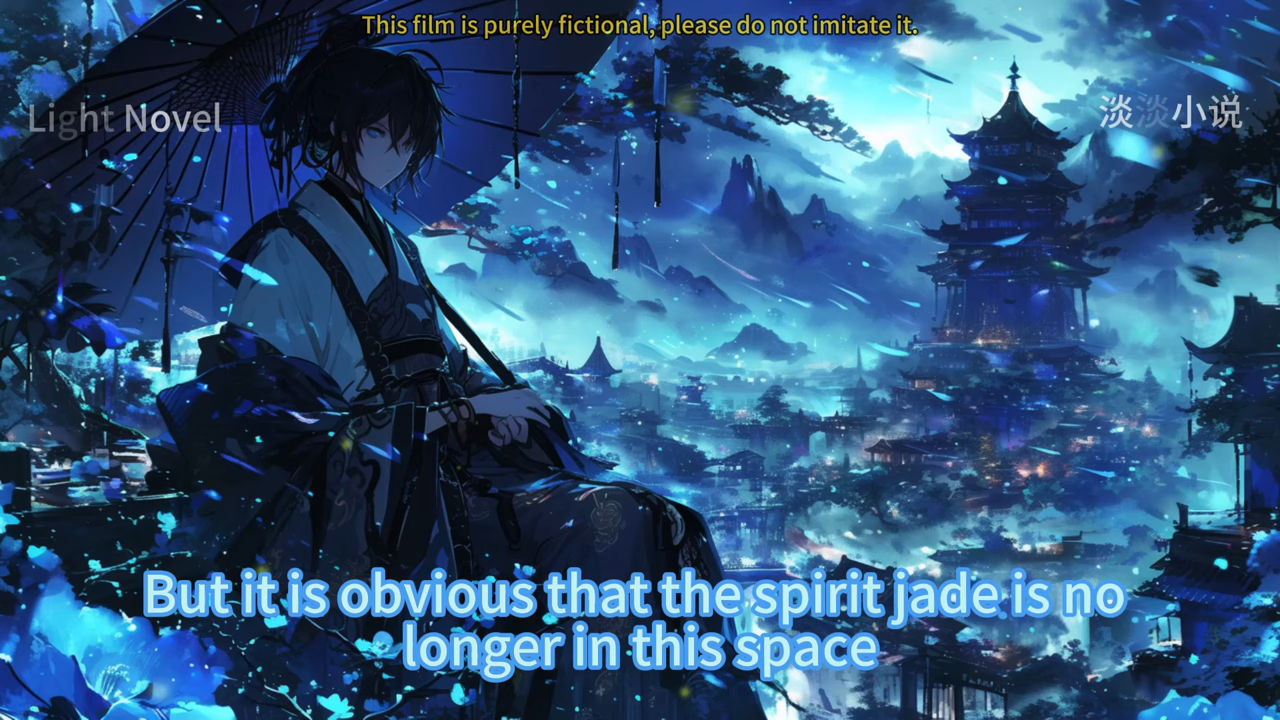 This film is purely fictional, please do not imitate it.
Light Novel
淡淡小说
But it is obvious that the spirit jade is no
longer in this space